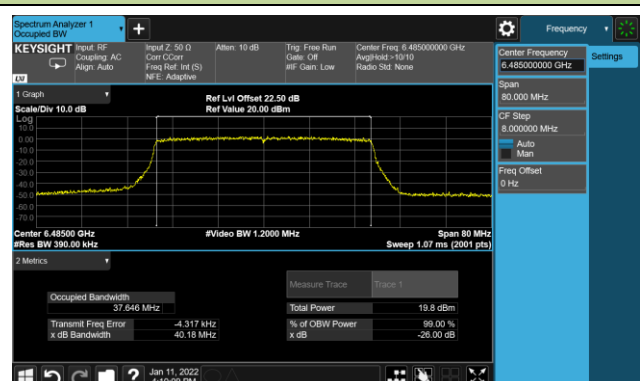 Spectrum Analyzer 1
Occupied BW
Frequency
KEYSIGHT
Input: RF
Coupling: AC
Align: Auto
Input Z: 50 Ω
Corr CCorr
Freq Ref: Int (S)
NFE: Adaptive
Atten: 10 dB
Trig: Free Run
Gate: Off
#IF Gain: Low
Center Freq: 6.485000000 GHz
Avg|Hold:>10/10
Radio Std: None
LXI
Center Frequency
6.485000000 GHz
Settings
Span
80.000 MHz
CF Step
8.000000 MHz
Auto
Man
Freq Offset
0 Hz
1 Graph
Scale/Div 10.0 dB
Ref Lvl Offset 22.50 dB
Ref Value 20.00 dBm
Log
10.0
0.00
-10.0
-20.0
-30.0
-40.0
-50.0
-60.0
-70.0
Center 6.48500 GHz
#Res BW 390.00 kHz
#Video BW 1.2000 MHz
Span 80 MHz
Sweep 1.07 ms (2001 pts)
2 Metrics
Measure Trace
Trace 1
Occupied Bandwidth
37.646 MHz
Total Power
19.8 dBm
Transmit Freq Error
-4.317 kHz
% of OBW Power
99.00 %
x dB Bandwidth
40.18 MHz
x dB
-26.00 dB
?
Jan 11, 2022